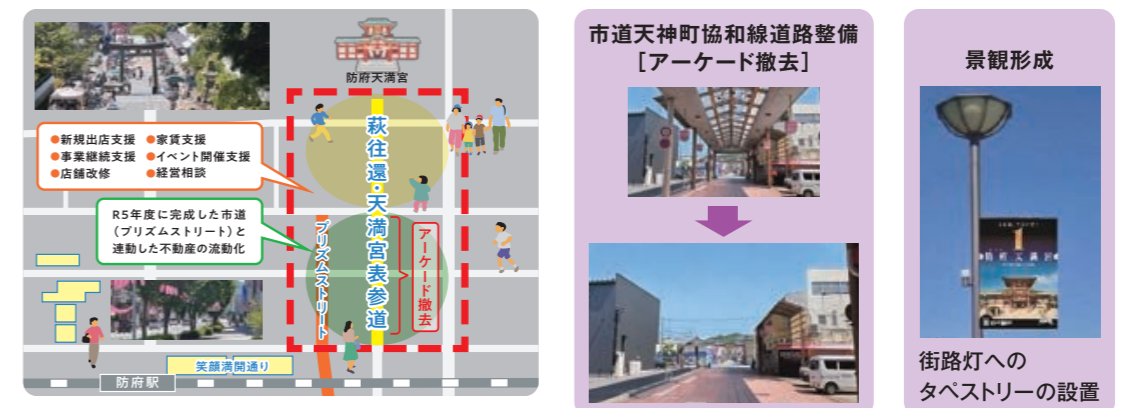 防府天満宮
●新規出店支援 ●家賃支援
●事業継続支援 ●イベント開催支援
●店舗改修 ●経営相談
R5年度に完成した市道
（プリズムストリート）と
連動した不動産の流動化
萩往還・天満宮表参道
プリズムストリート
アーケード撤去
笑顔満開通り
防府駅
市道天神町協和線道路整備
［アーケード撤去］
景観形成
防府天満宮
街路灯への
タペストリーの設置